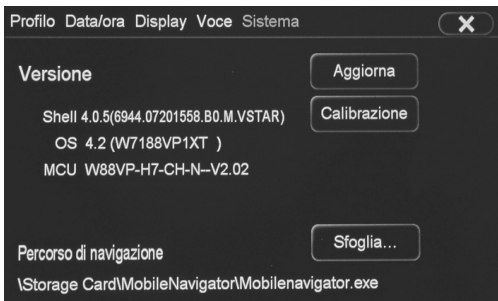 Profilo Data/ora Display Voce Sistema
Versione
Aggiorna
Shell 4.0.5(6944.07201558.B0.M.VSTAR)
Calibrazione
OS 4.2 (W7188VP1XT )
MCU W88VP-H7-CH-N--V2.02
Percorso di navigazione
Sfoglia...
\Storage Card\MobileNavigator\Mobilenavigator.exe